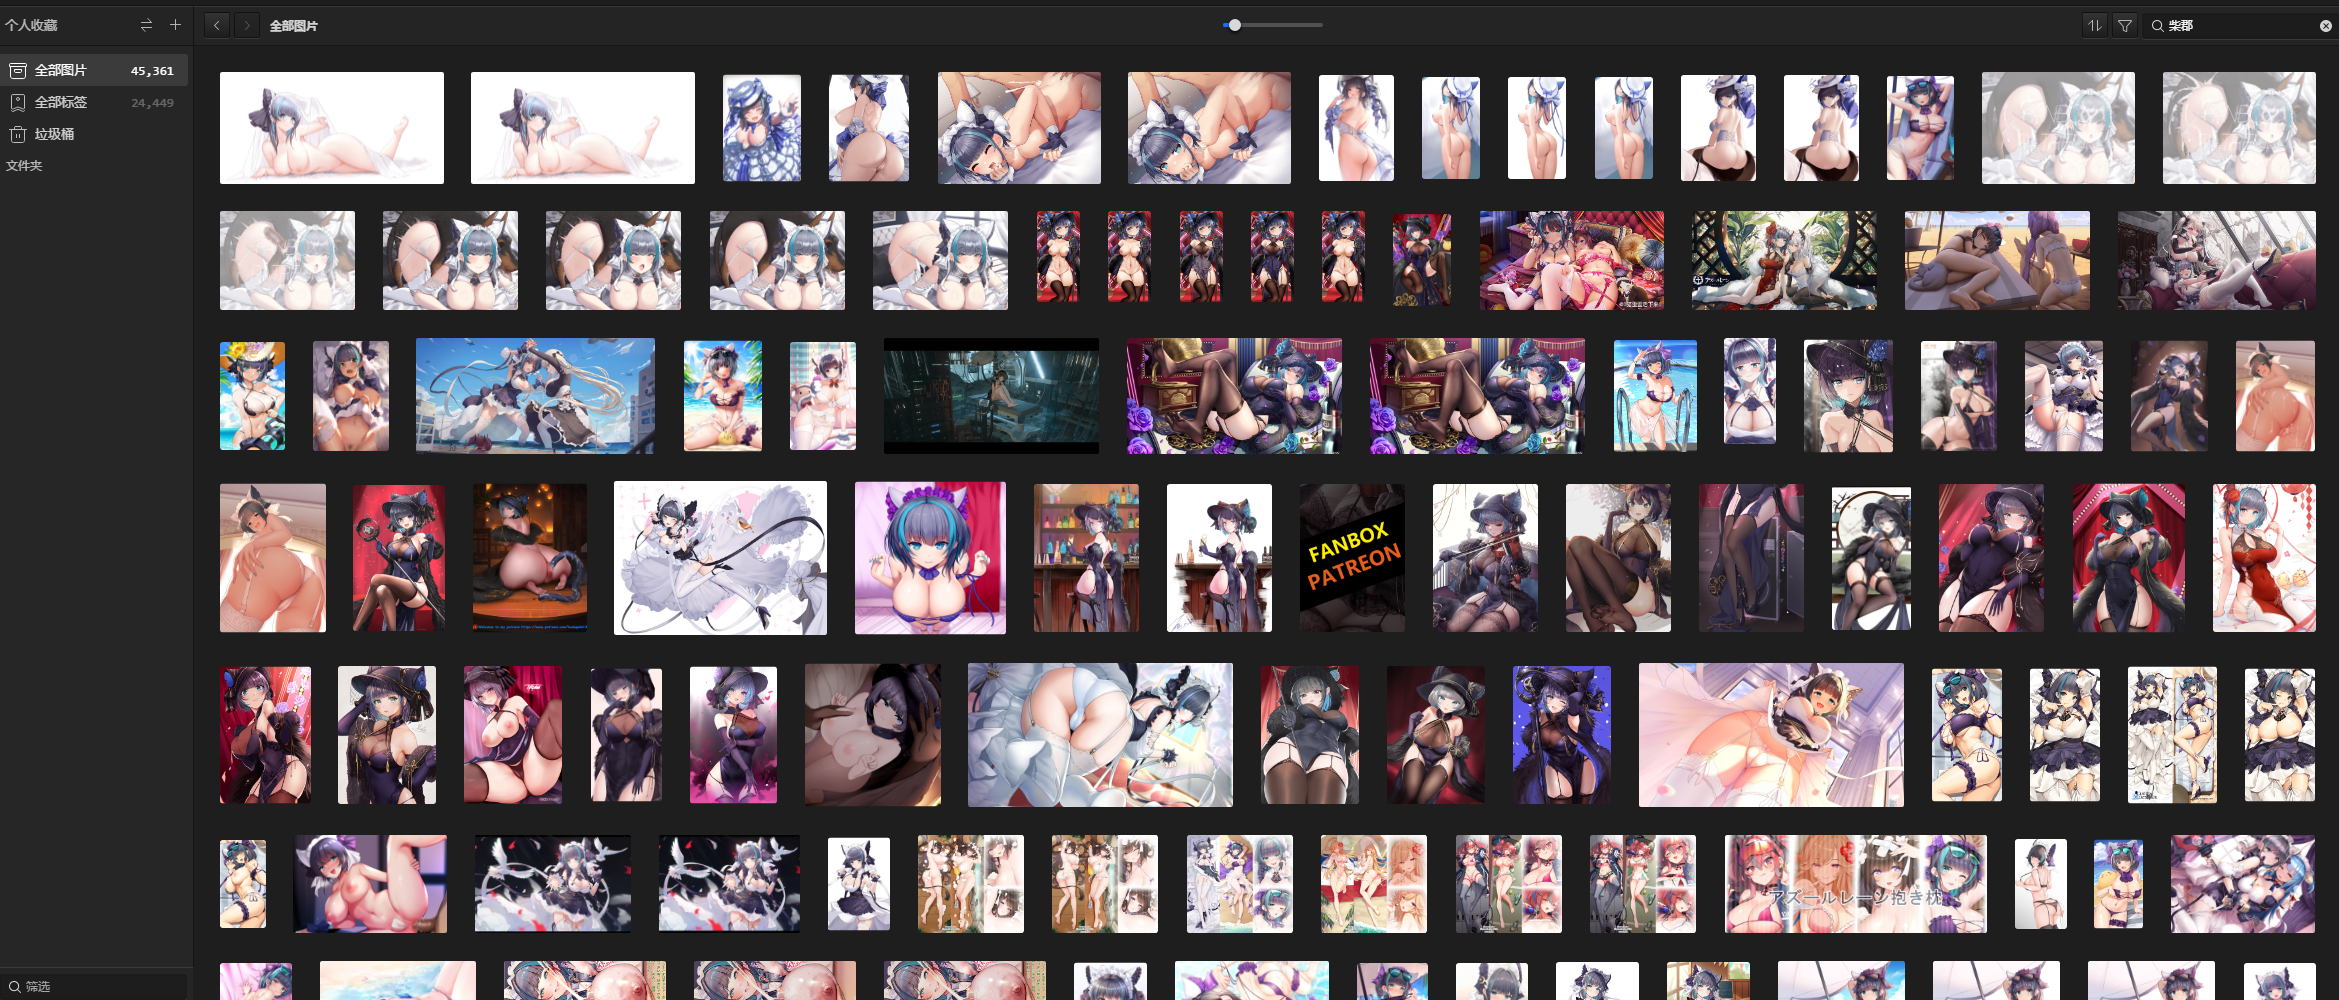 个人收藏
全部图片
柴郡
全部图片 45,361
全部标签 24,449
垃圾桶
文件夹
FANBOX
PATREON
アズールレーン抱き枕
筛选